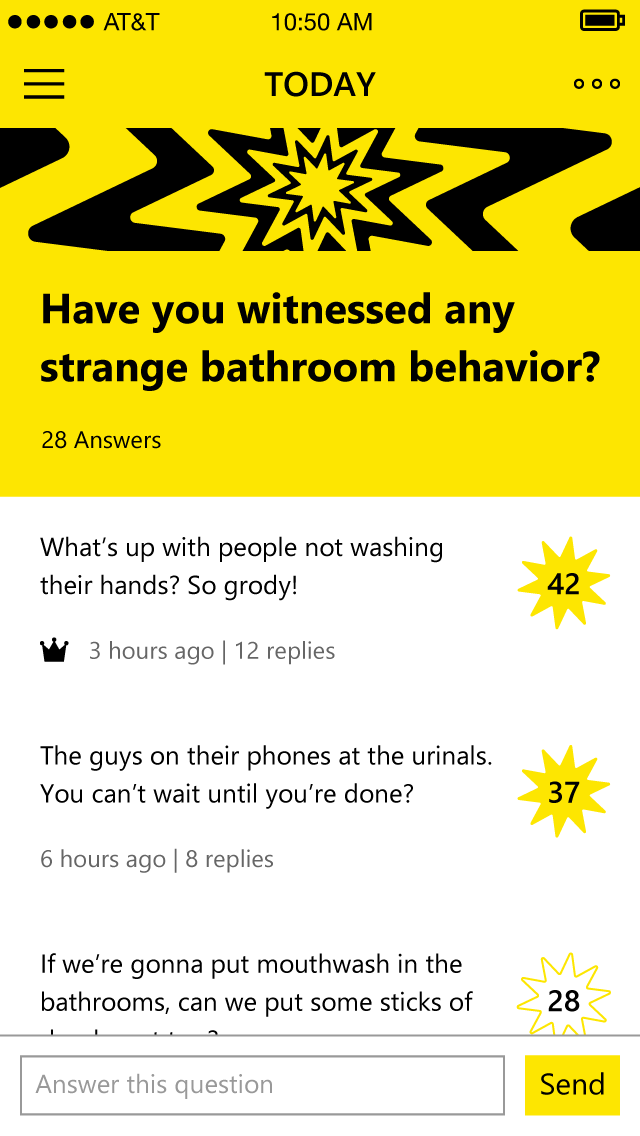 AT&T 10:50 AM
TODAY
Have you witnessed any
strange bathroom behavior?
28 Answers
What’s up with people not washing
their hands? So grody!
42
3 hours ago | 12 replies
The guys on their phones at the urinals.
You can’t wait until you’re done?
37
6 hours ago | 8 replies
If we’re gonna put mouthwash in the
bathrooms, can we put some sticks of
28
Answer this question
Send